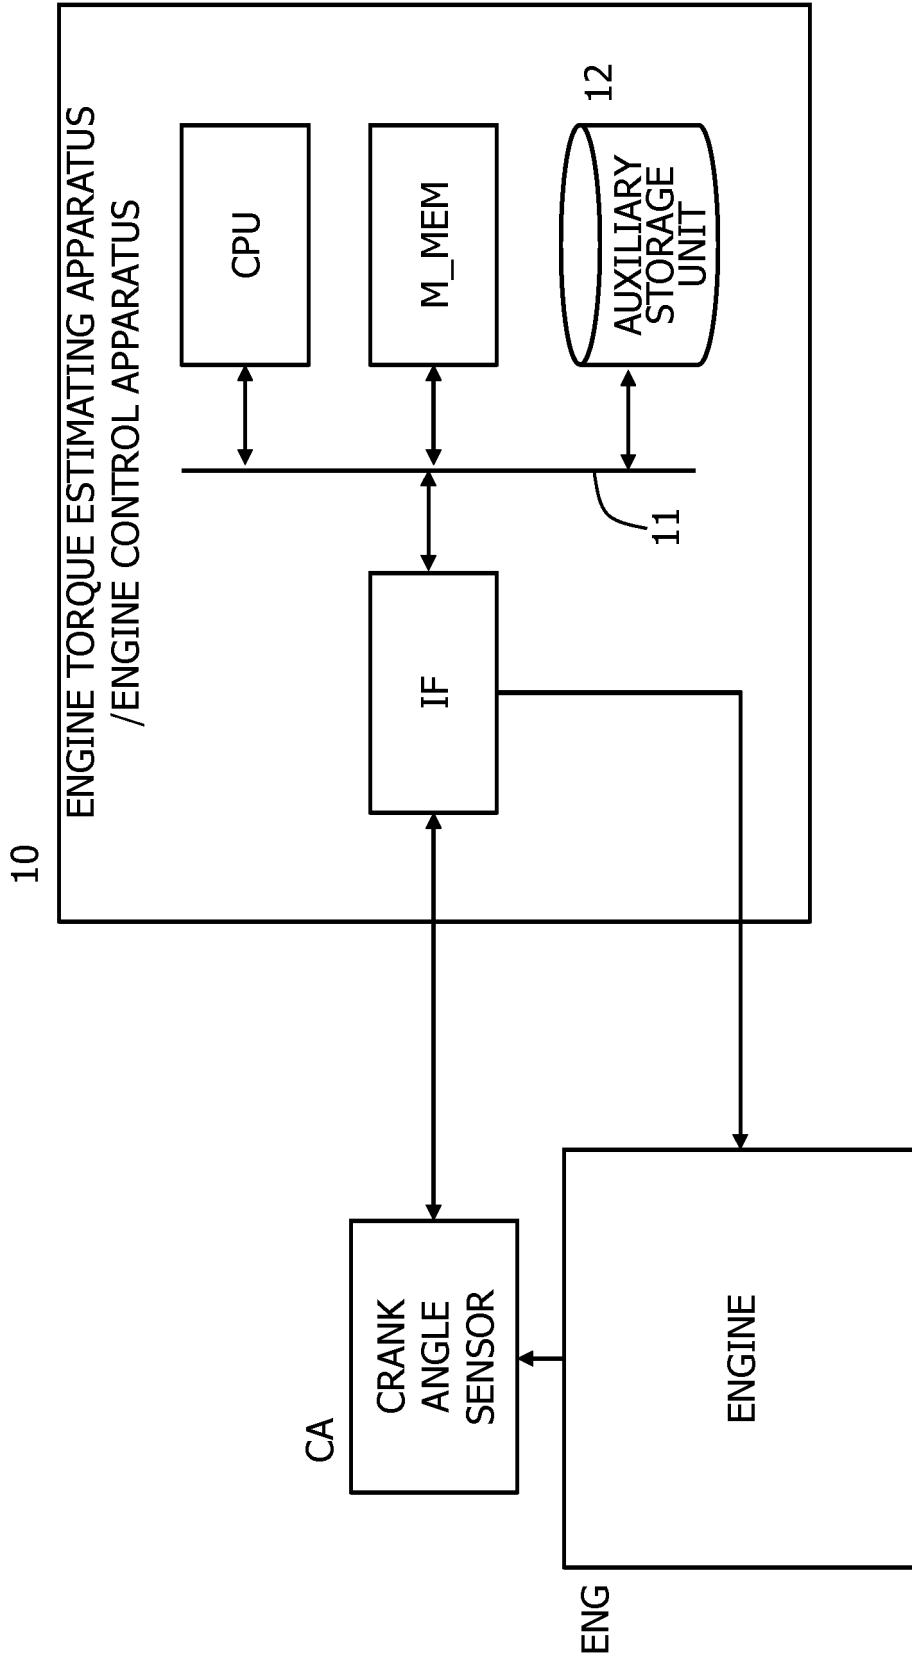 10
ENGINE TORQUE ESTIMATING APPARATUS
/ENGINE CONTROL APPARATUS
CPU
M_MEM
12
AUXILIARY
STORAGE
UNIT
11
IF
CA
CRANK
ANGLE
SENSOR
ENG
ENGINE